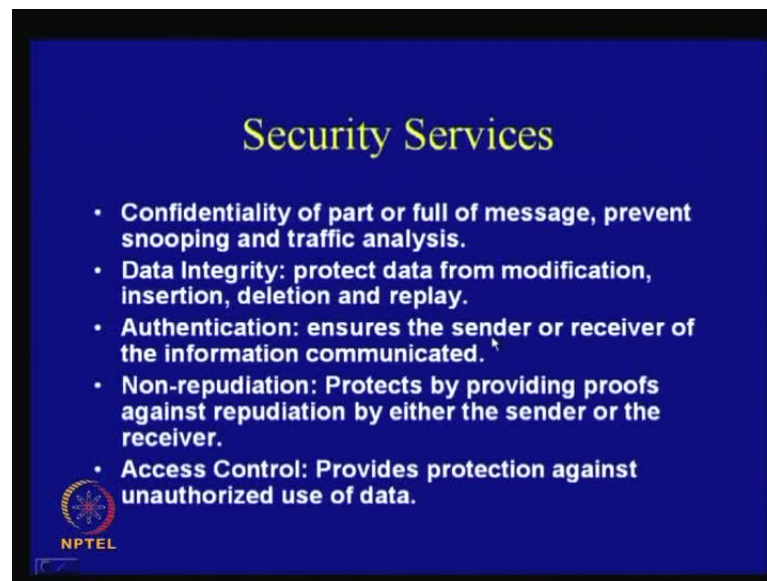 Security Services
• Confidentiality of part or full of message, prevent
snooping and traffic analysis.
• Data Integrity: protect data from modification,
insertion, deletion and replay.
• Authentication: ensures the sender or receiver of
the information communicated.
• Non-repudiation: Protects by providing proofs
against repudiation by either the sender or the
receiver.
• Access Control: Provides protection against
unauthorized use of data.
NPTEL